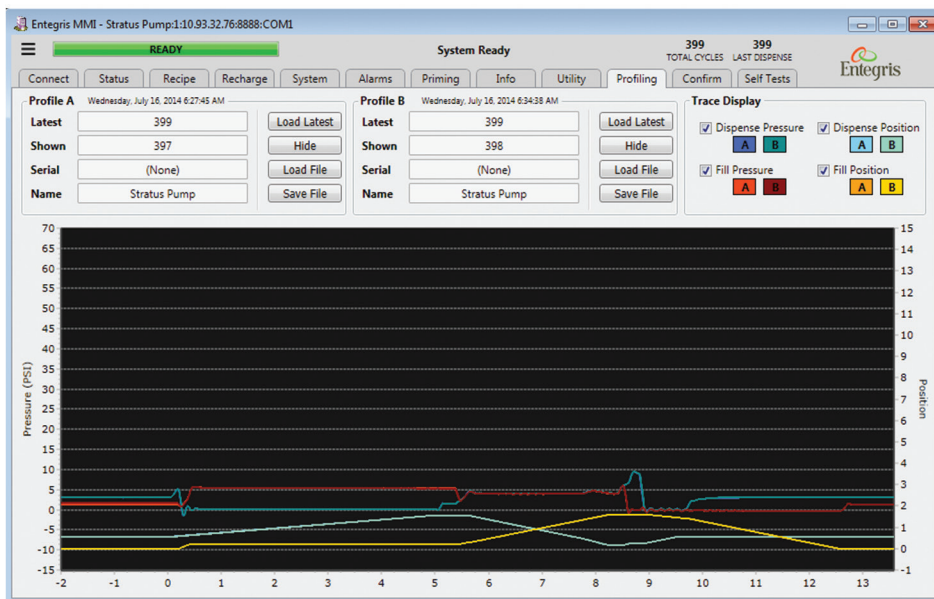 Entegris MMI - Stratus Pump:1:10.93.32.76:8888:COM1
READY
System Ready
399
TOTAL CYCLES
399
LAST DISPENSE
Entegris
Connect Status Recipe Recharge System Alarms Priming Info Utility Profiling Confirm Self Tests
Profile A Wednesday, July 16, 2014 6:27:45 AM
Latest 399 Load Latest
Shown 397 Hide
Serial (None) Load File
Name Stratus Pump Save File
Profile B Wednesday, July 16, 2014 6:34:38 AM
Latest 399 Load Latest
Shown 398 Hide
Serial (None) Load File
Name Stratus Pump Save File
Trace Display
Dispense Pressure
A B
Dispense Position
A B
Fill Pressure
A B
Fill Position
A B
Pressure (PSI)
70
65
60
55
50
45
40
35
30
25
20
15
10
5
0
-5
-10
-15
Position
15
14
13
12
11
10
9
8
7
6
5
4
3
2
1
0
-1
-2 -1 0 1 2 3 4 5 6 7 8 9 10 11 12 13